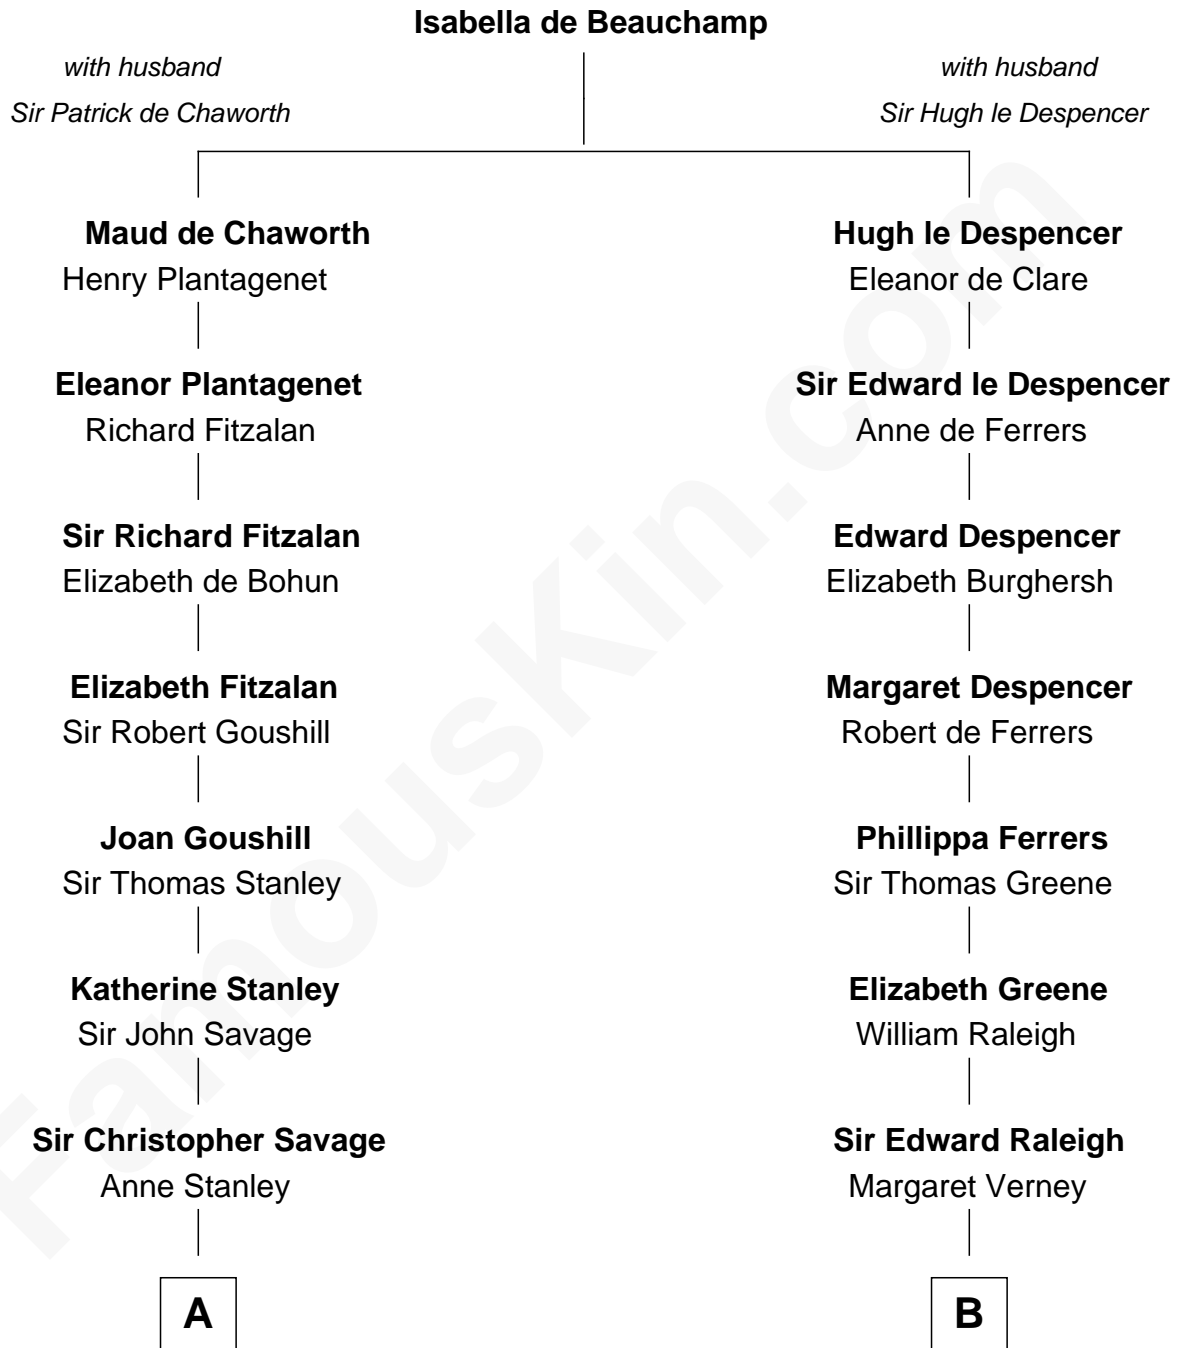 Isabella de Beauchamp
with husband
Sir Patrick de Chaworth
with husband
Sir Hugh le Despencer
Maud de Chaworth
Henry Plantagenet
Hugh le Despencer
Eleanor de Clare
Eleanor Plantagenet
Richard Fitzalan
Sir Edward le Despencer
Anne de Ferrers
Sir Richard Fitzalan
Elizabeth de Bohun
Edward Despencer
Elizabeth Burghersh
Elizabeth Fitzalan
Sir Robert Goushill
Margaret Despencer
Robert de Ferrers
Joan Goushill
Sir Thomas Stanley
Phillippa Ferrers
Sir Thomas Greene
Katherine Stanley
Sir John Savage
Elizabeth Greene
William Raleigh
Sir Christopher Savage
Anne Stanley
Sir Edward Raleigh
Margaret Verney
A
B
FamousKin.com